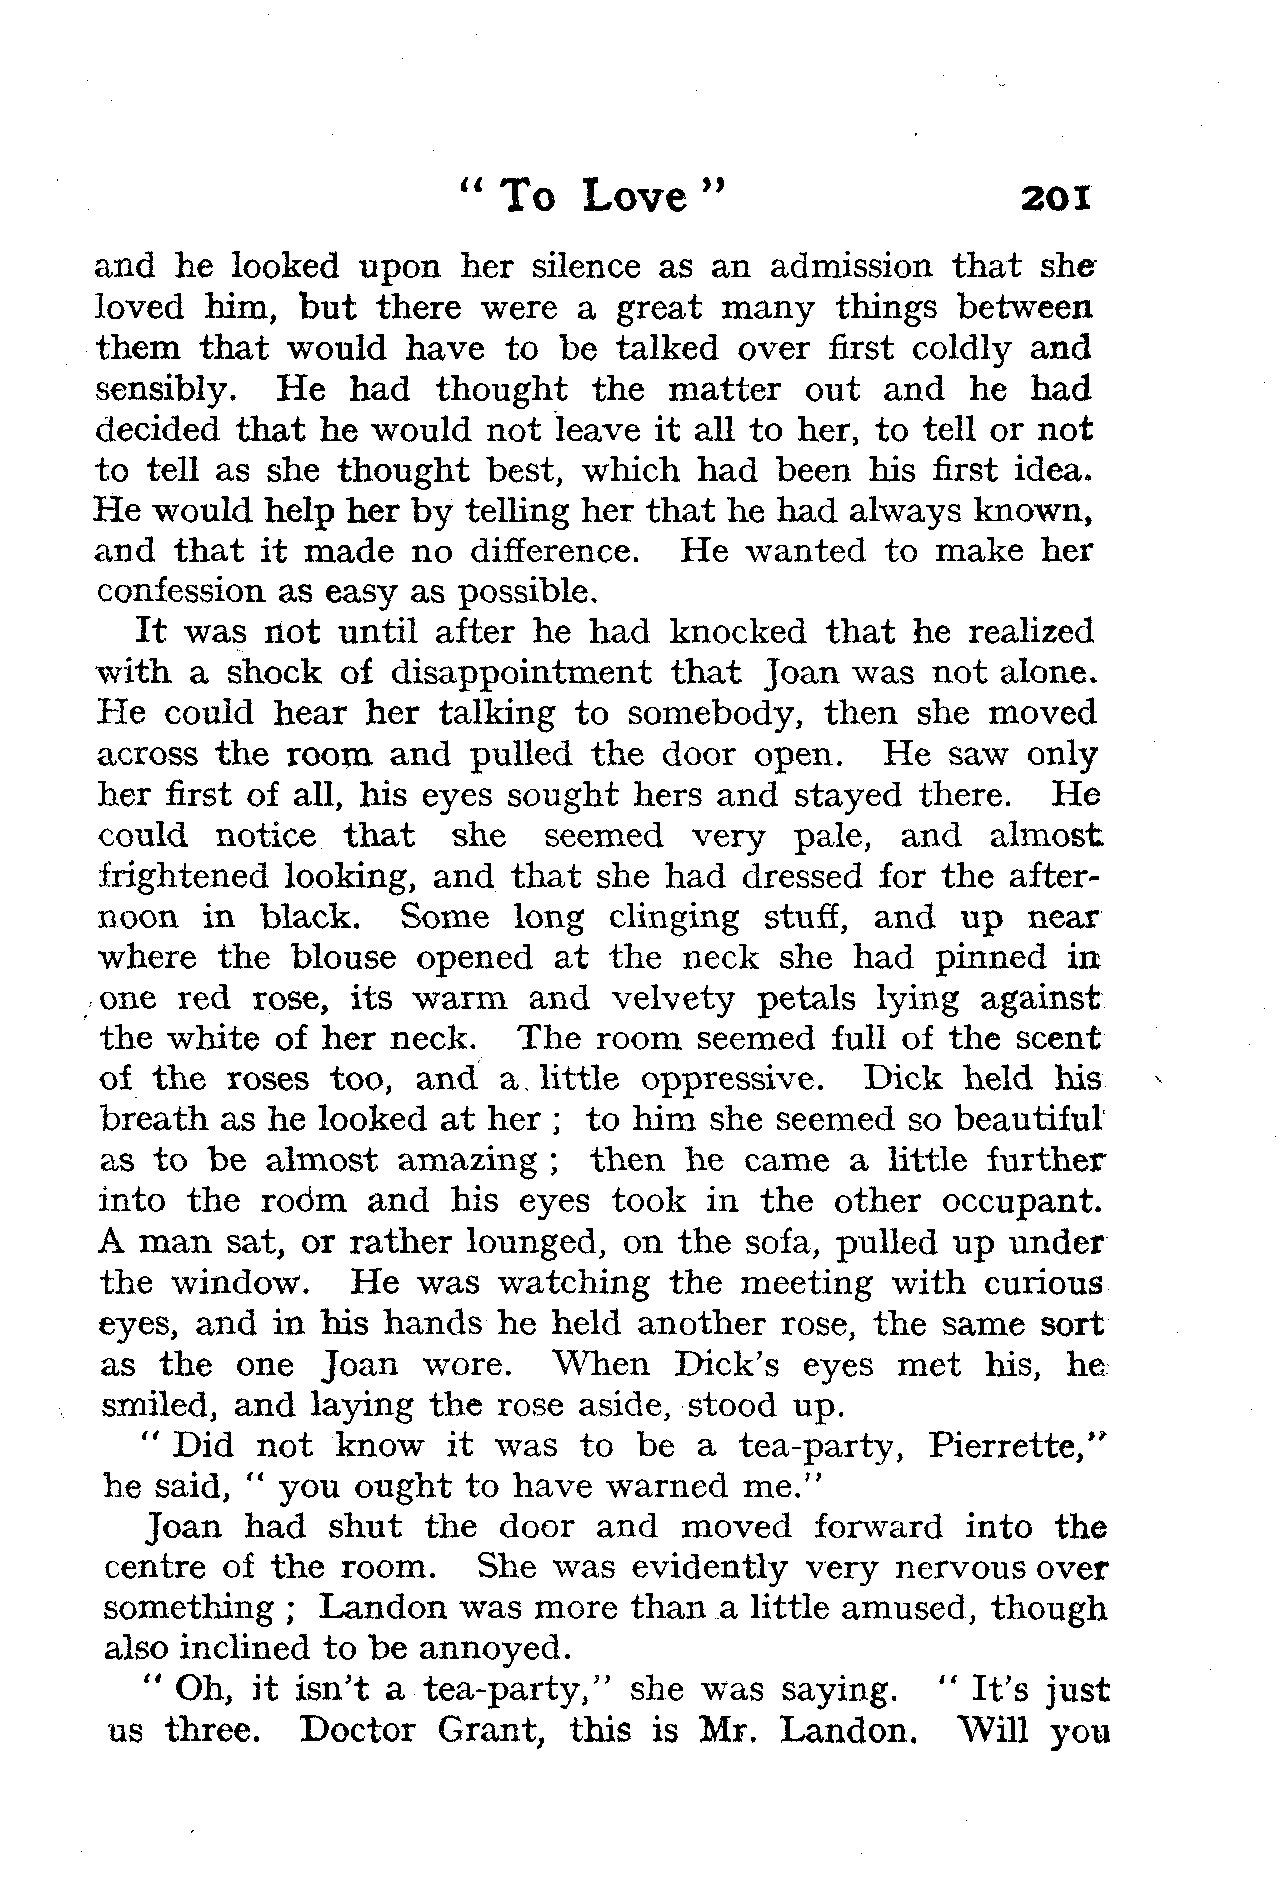 " To Love " 201
and he looked upon her silence as an admission that she
loved him, but there were a great many things between
them that would have to be talked over first coldly and
sensibly. He had thought the matter out and he had
decided that he would not leave it all to her, to tell or not
to tell as she thought best, which had been his first idea.
He would help her by telling her that he had always known,
and that it made no difference. He wanted to make her
confession as easy as possible.
It was not until after he had knocked that he realized
with a shock of disappointment that Joan was not alone.
He could hear her talking to somebody, then she moved
across the room and pulled the door open. He saw only
her first of all, his eyes sought hers and stayed there. He
could notice that she seemed very pale, and almost
frightened looking, and that she had dressed for the after-
noon in black. Some long clinging stuff, and up near
where the blouse opened at the neck she had pinned in
one red rose, its warm and velvety petals lying against
the white of her neck. The room seemed full of the scent
of the roses too, and a little oppressive. Dick held his
breath as he looked at her ; to him she seemed so beautiful
as to be almost amazing ; then he came a little further
into the room and his eyes took in the other occupant.
A man sat, or rather lounged, on the sofa, pulled up under
the window. He was watching the meeting with curious
eyes, and in his hands he held another rose, the same sort
as the one Joan wore. When Dick's eyes met his, he
smiled, and laying the rose aside, stood up.
" Did not know it was to be a tea-party, Pierrette,"
he said, " you ought to have warned me."
Joan had shut the door and moved forward into the
centre of the room. She was evidently very nervous over
something ; Landon was more than a little amused, though
also inclined to be annoyed.
" Oh, it isn't a tea-party," she was saying. " It's just
us three. Doctor Grant, this is Mr. Landon. Will you